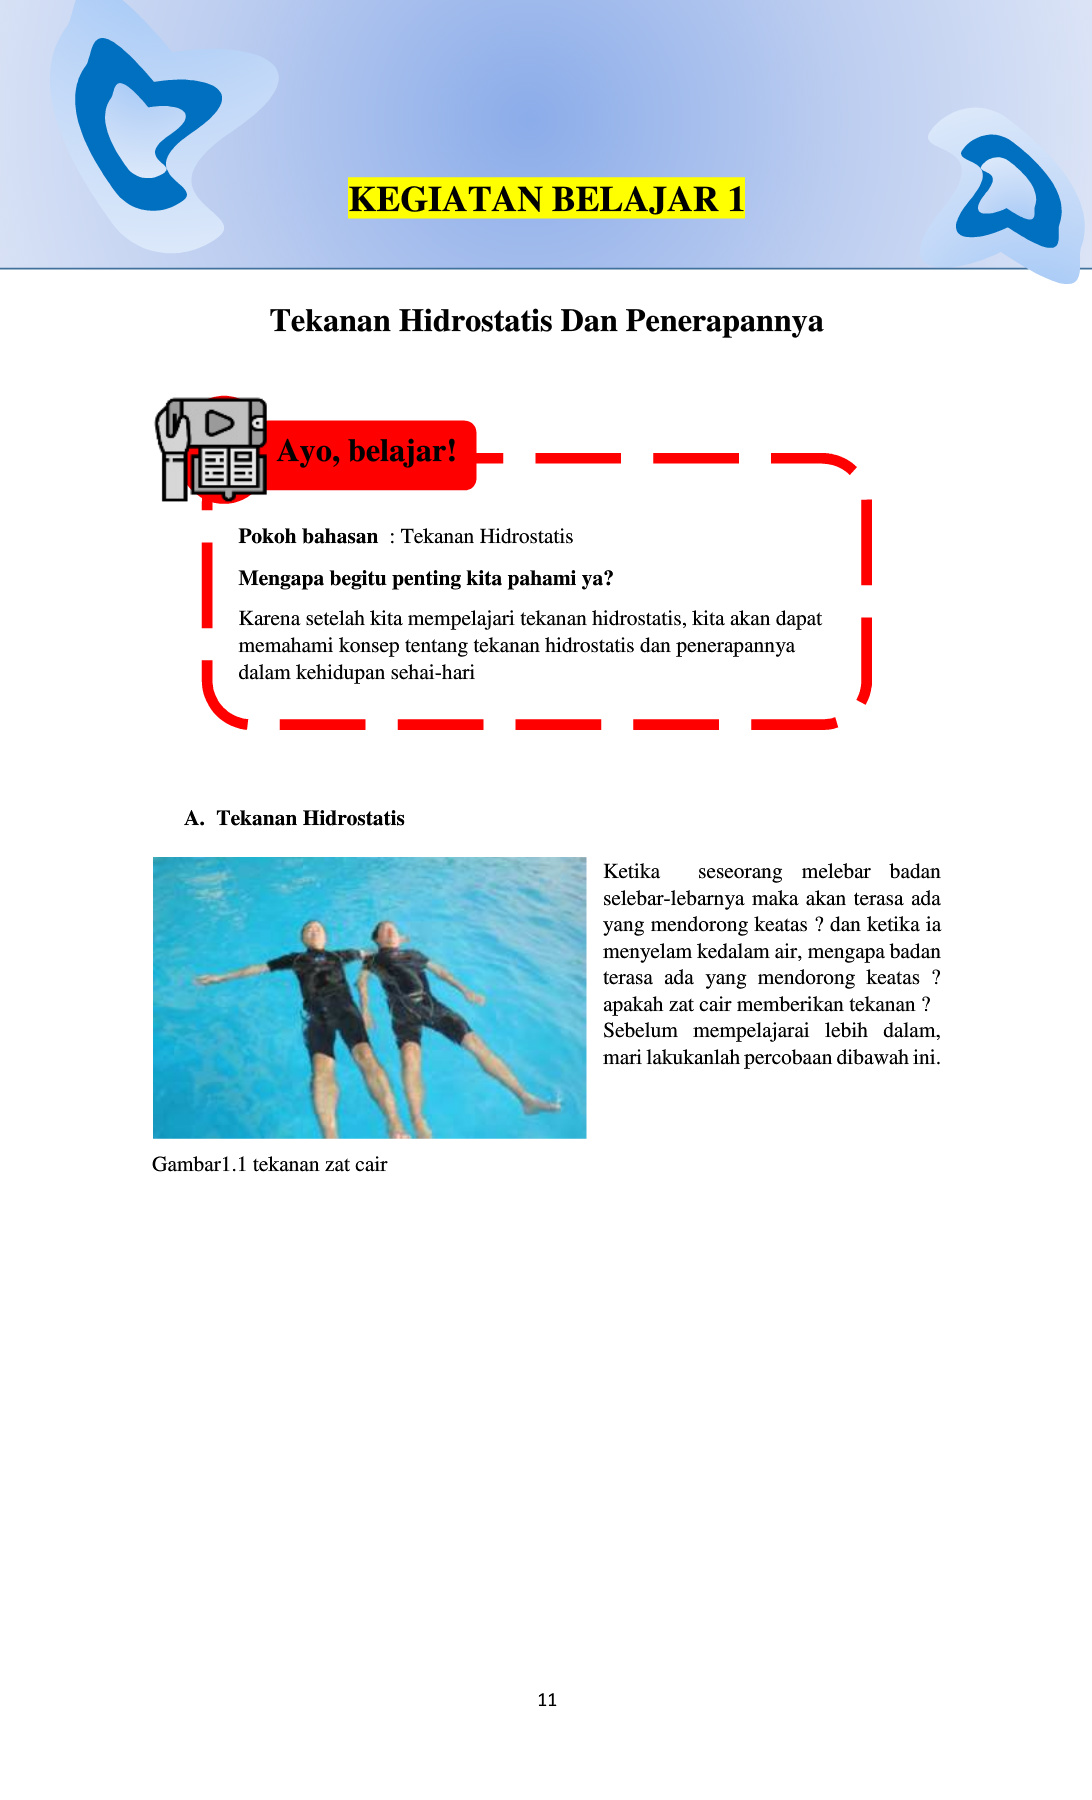 KEGIATAN BELAJAR 1
Tekanan Hidrostatis Dan Penerapannya
Ayo, belajar!
Pokoh bahasan : Tekanan Hidrostatis
Mengapa begitu penting kita pahami ya?
Karena setelah kita mempelajari tekanan hidrostatis, kita akan dapat
memahami konsep tentang tekanan hidrostatis dan penerapannya
dalam kehidupan sehai-hari
A. Tekanan Hidrostatis
Ketika seseorang melebar badan
selebar-lebarnya maka akan terasa ada
yang mendorong keatas ? dan ketika ia
menyelam kedalam air, mengapa badan
terasa ada yang mendorong keatas ?
apakah zat cair memberikan tekanan ?
Sebelum mempelajarai lebih dalam,
mari lakukanlah percobaan dibawah ini.
Gambar1.1 tekanan zat cair
11